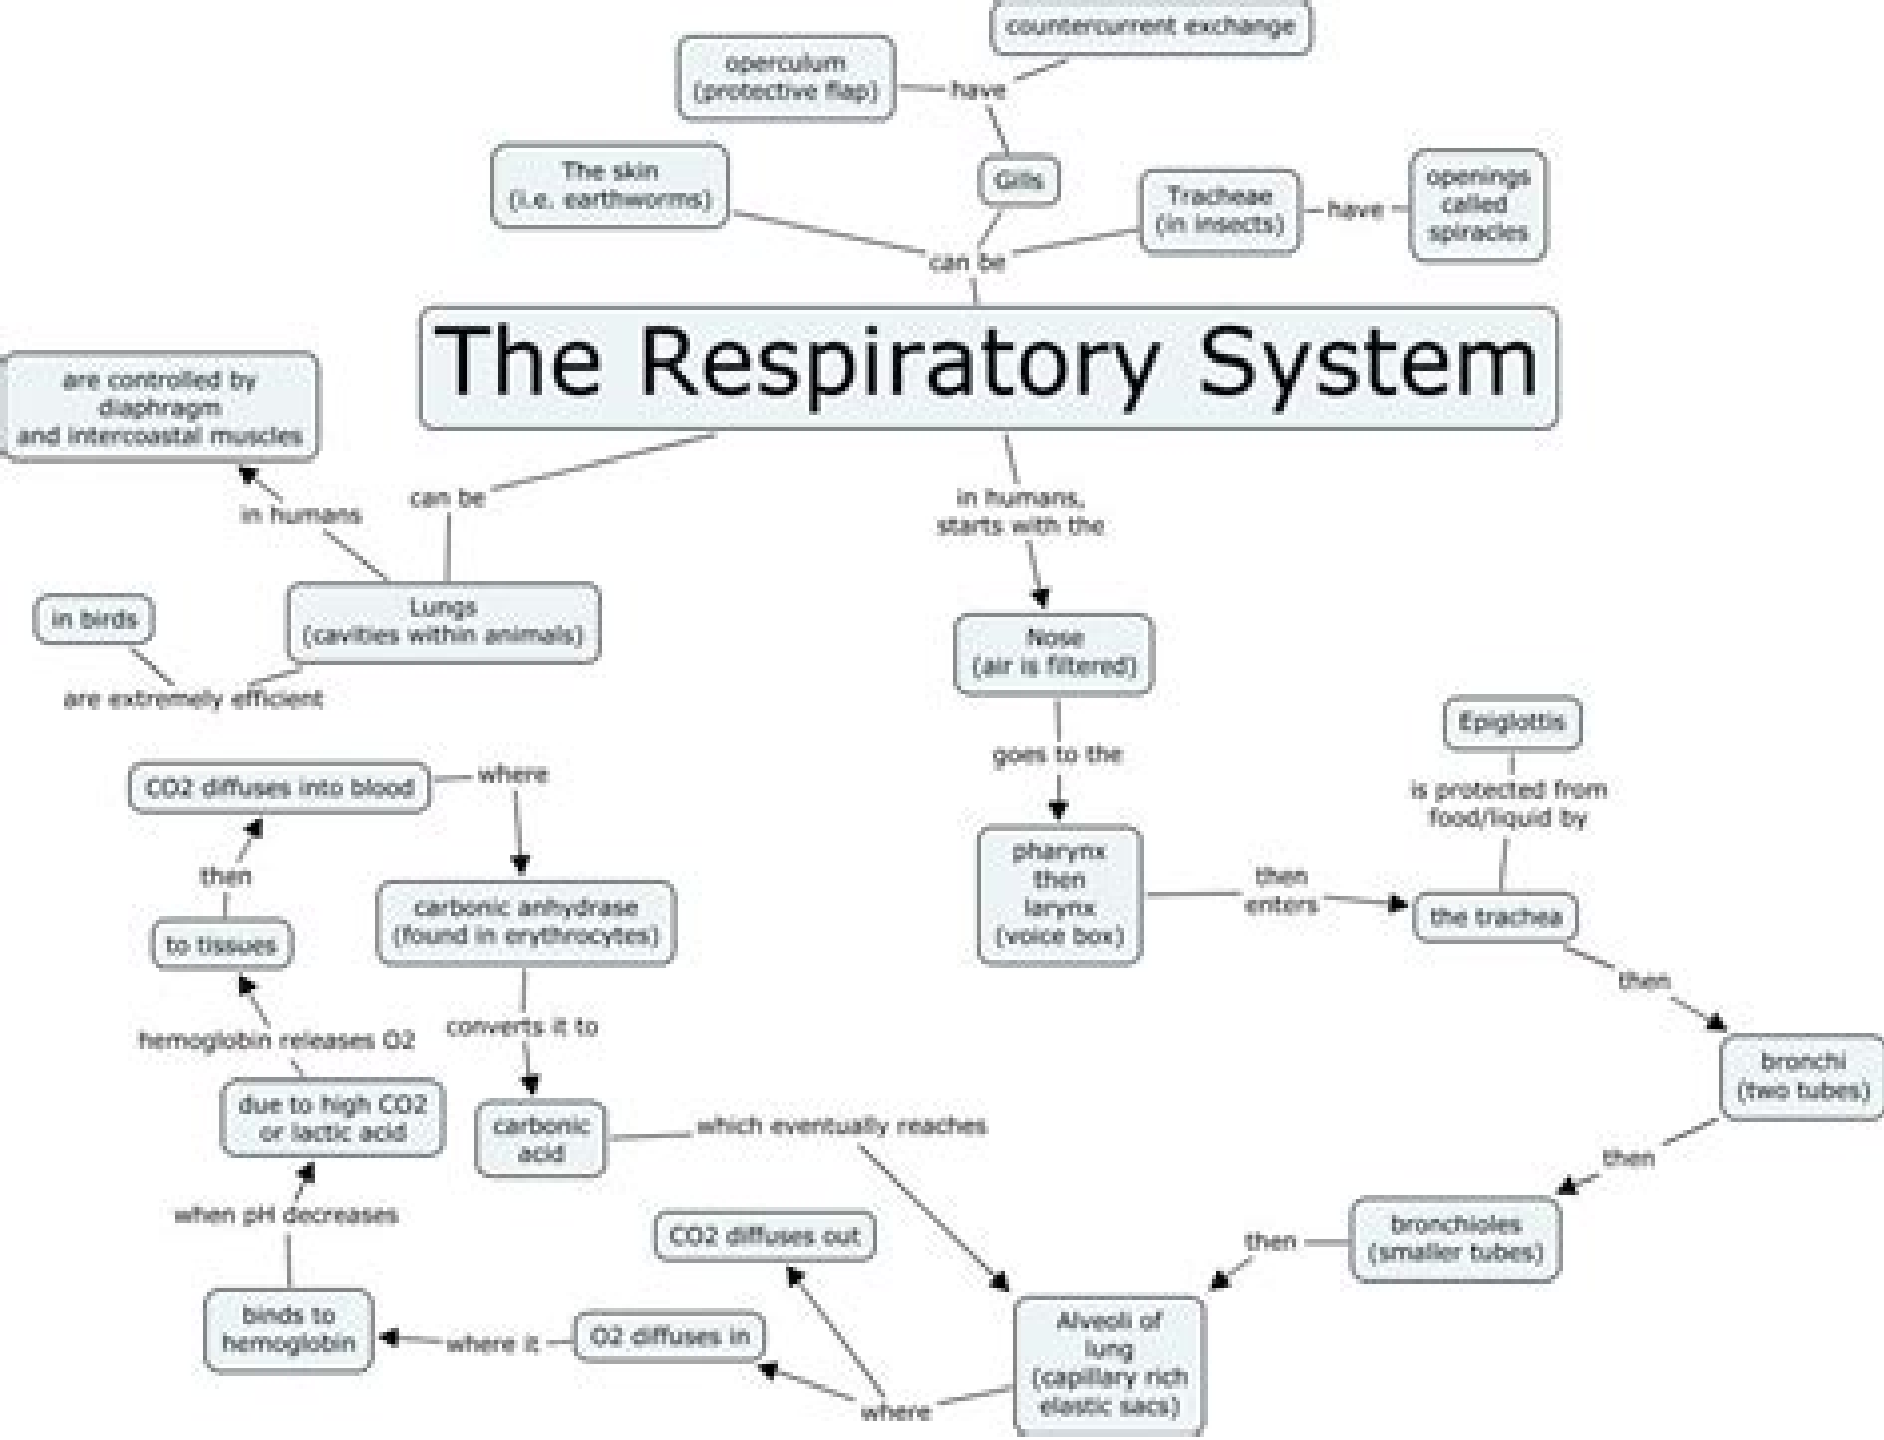 countercurrent exchange
operculum
(protective flap)
have
The skin
(i.e. earthworms)
Gills
Tracheae
(in insects)
have
openings
called
spiracles
can be
The Respiratory System
are controlled by
diaphragm
and intercoastal muscles
in humans
can be
in humans,
starts with the
in birds
Lungs
(cavities within animals)
are extremely efficient
Nose
(air is filtered)
goes to the
Epiglottis
is protected from
food/liquid by
CO2 diffuses into blood
where
pharynx
then
larynx
(voice box)
then
enters
the trachea
then
carbonic anhydrase
(found in erythrocytes)
to tissues
then
bronchi
(two tubes)
hemoglobin releases O2
converts it to
due to high CO2
or lactic acid
carbonic
acid
which eventually reaches
then
when pH decreases
CO2 diffuses out
bronchioles
(smaller tubes)
then
binds to
hemoglobin
where it
O2 diffuses in
where
Alveoli of
lung
(capillary rich
elastic sacs)